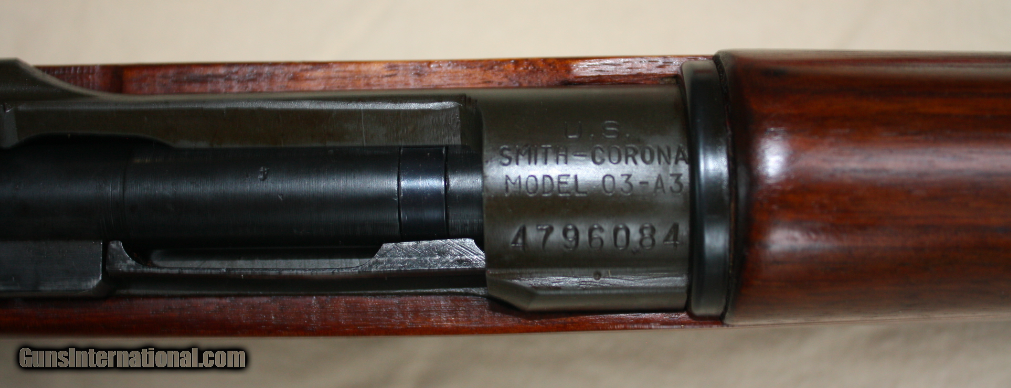 U.S.
SMITH-CORONA
MODEL 03-A3
4796084
GunsInternational.com